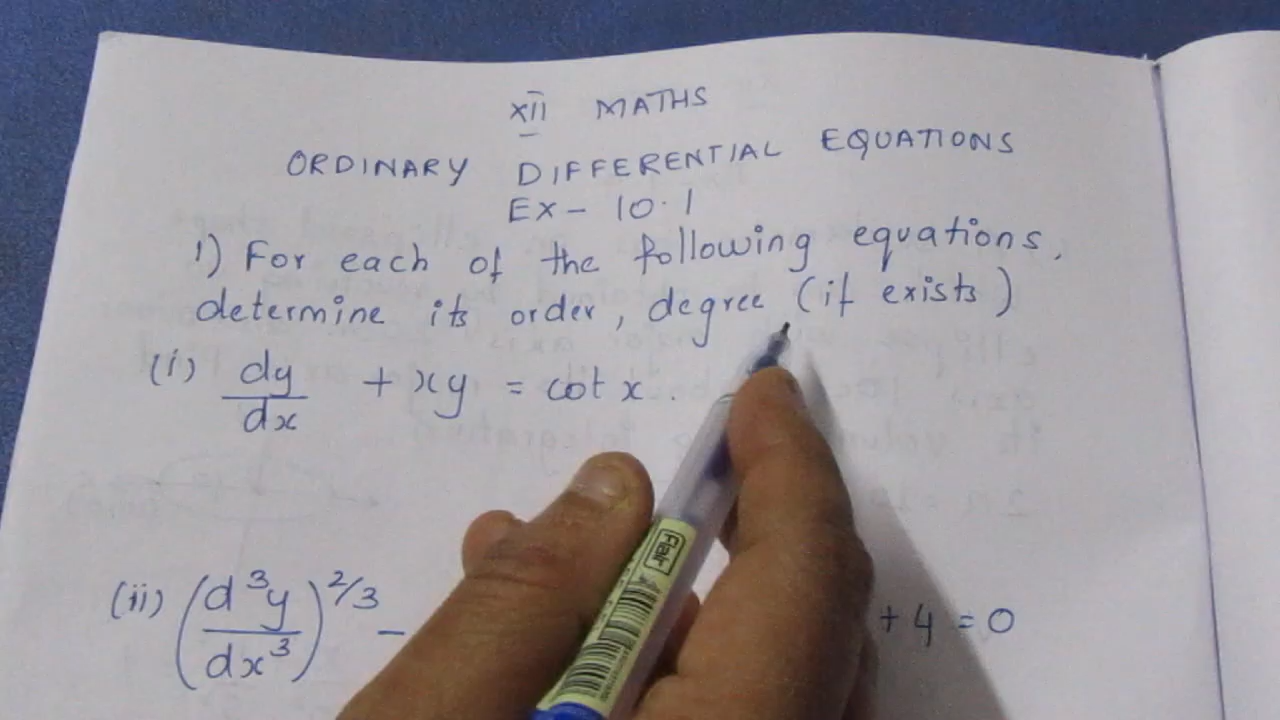 XII MATHS
ORDINARY DIFFERENTIAL EQUATIONS
EX - 10.1
1) For each of the following equations,
determine its order, degree (if exists)
(i) dy/dx + xy = cot x.
(ii) (d³y/dx³)^2/3 - + 4 = 0
Flair